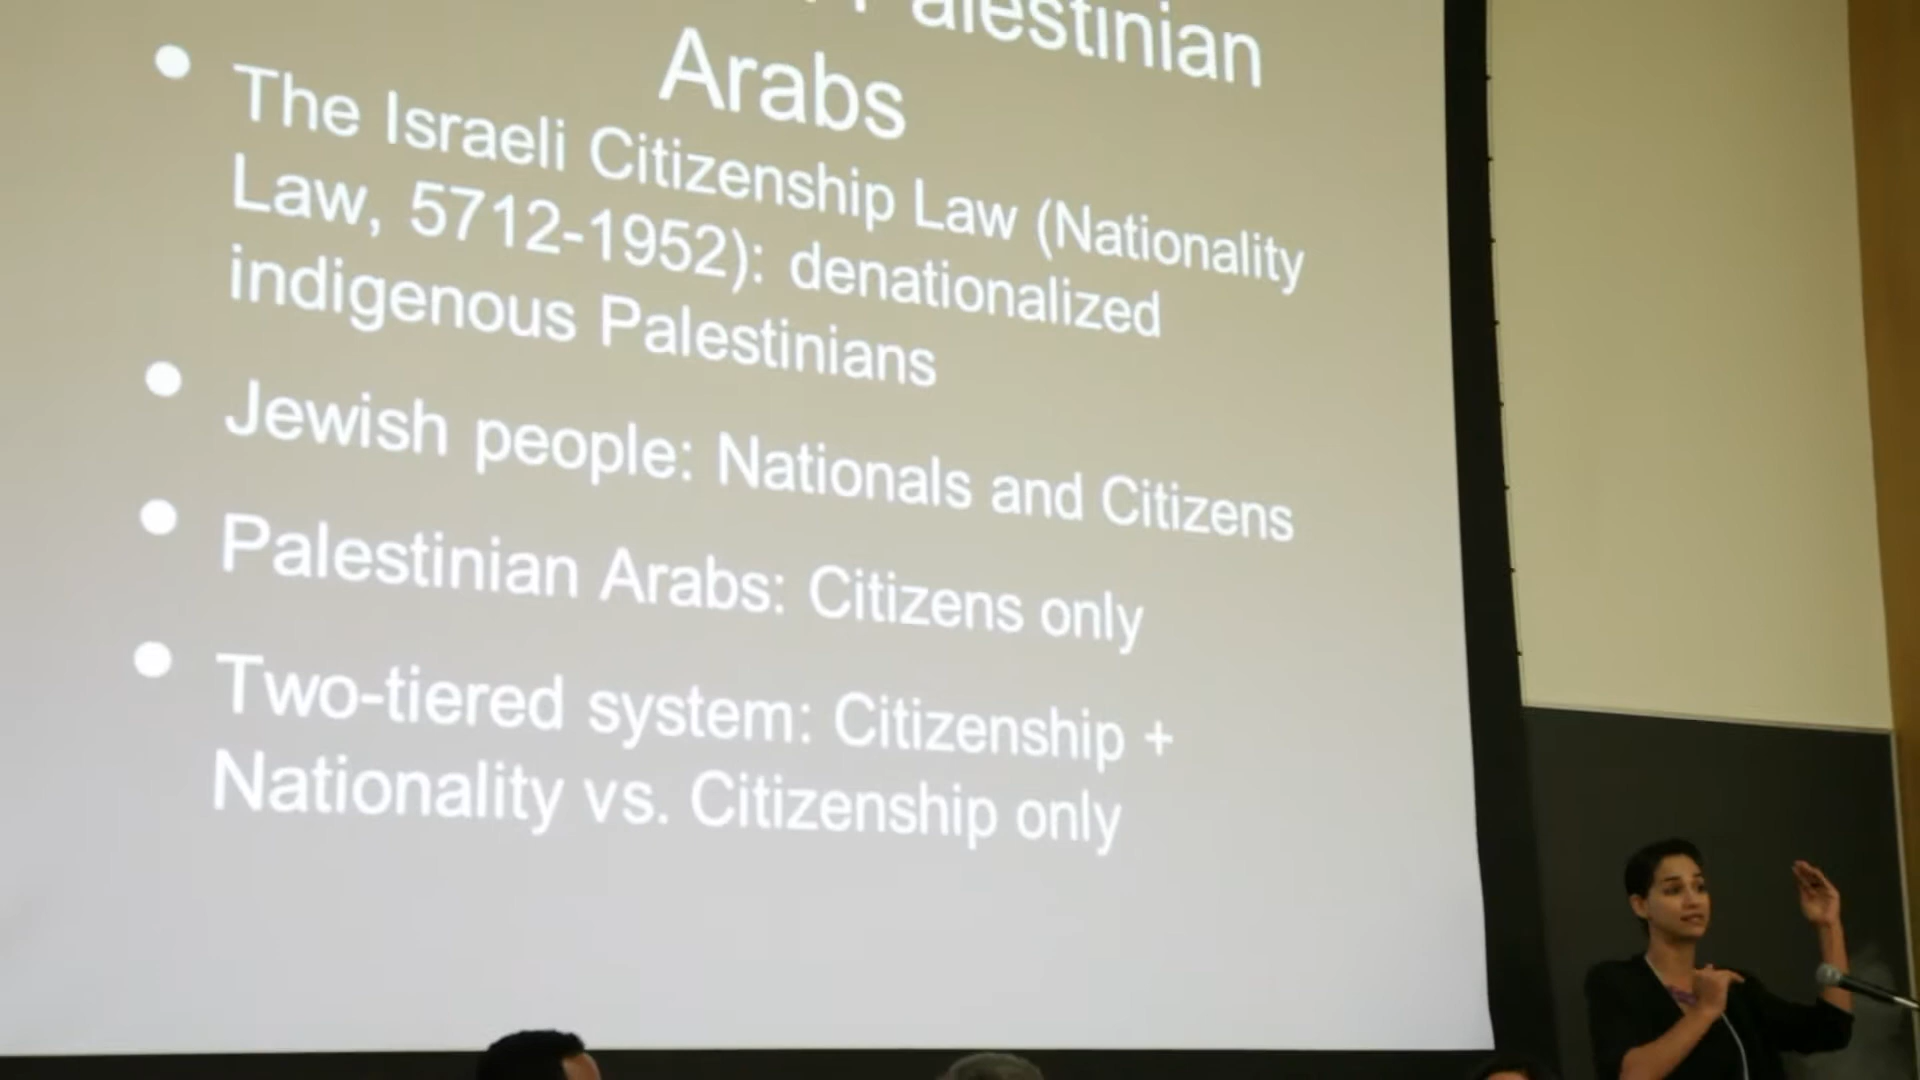 Palestinian
Arabs
• The Israeli Citizenship Law (Nationality
Law, 5712-1952): denationalized
indigenous Palestinians
• Jewish people: Nationals and Citizens
• Palestinian Arabs: Citizens only
• Two-tiered system: Citizenship +
Nationality vs. Citizenship only